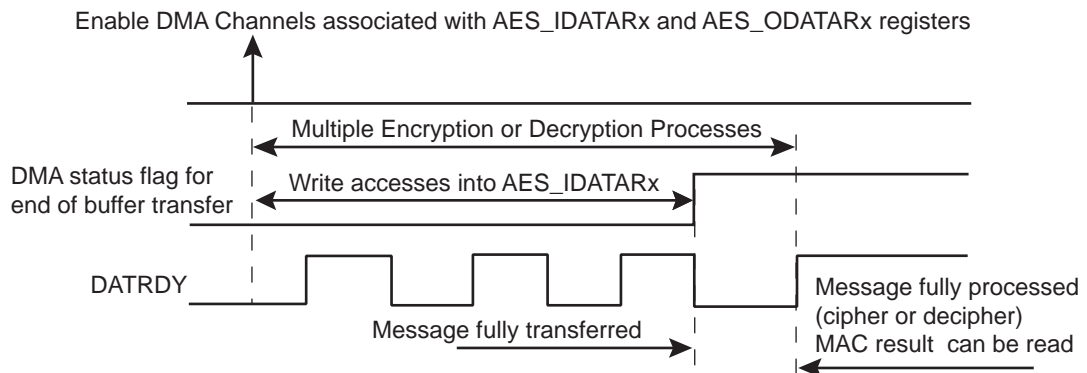 Enable DMA Channels associated with AES_IDATARx and AES_ODATARx registers
Multiple Encryption or Decryption Processes
DMA status flag for
end of buffer transfer
Write accesses into AES_IDATARx
DATRDY
Message fully transferred
Message fully processed
(cipher or decipher)
MAC result can be read